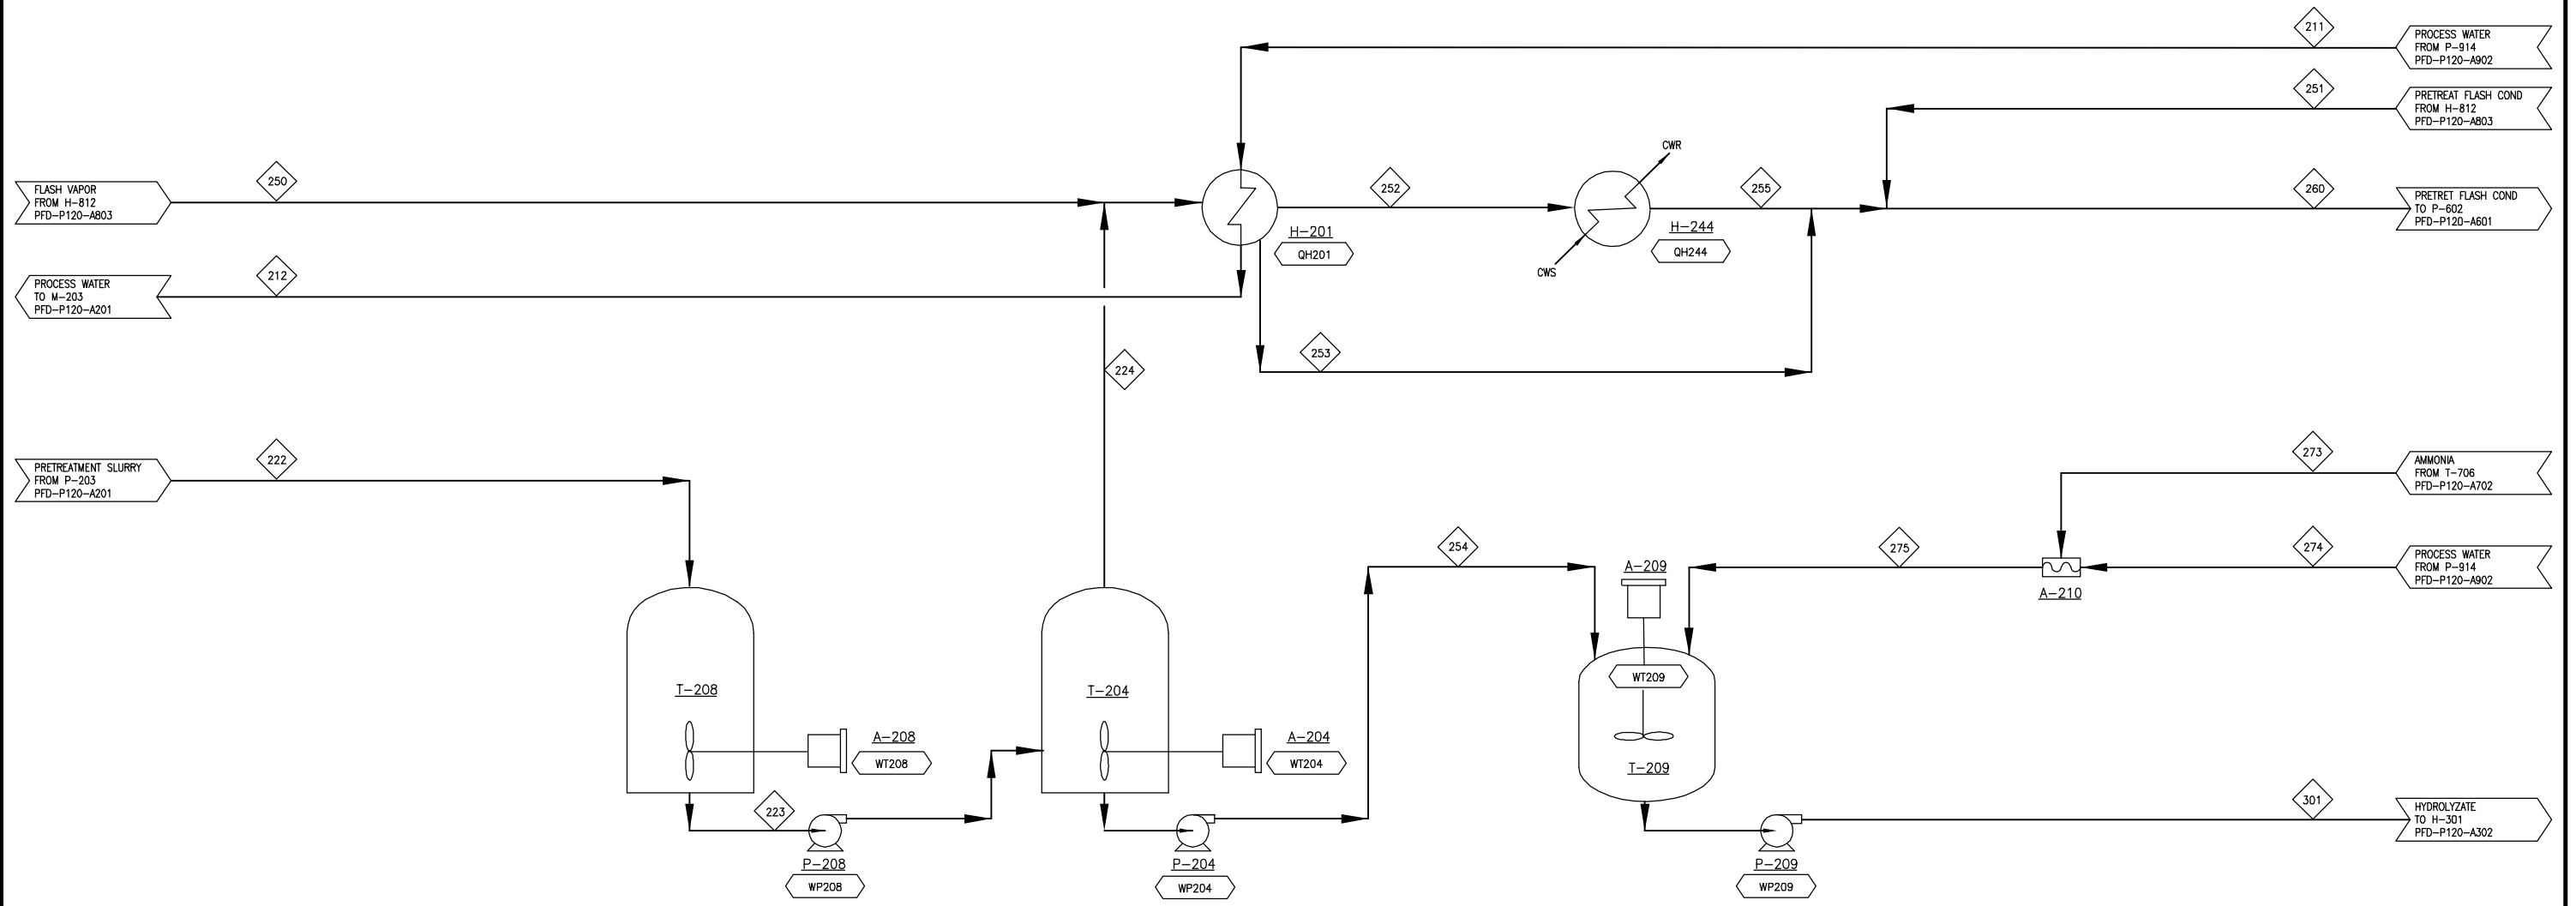 211
PROCESS WATER
FROM P-914
PFD-P120-A902
251
PRETREAT FLASH COND
FROM H-812
PFD-P120-A803
CWR
250
FLASH VAPOR
FROM H-812
PFD-P120-A803
252
255
260
PRETRET FLASH COND
TO P-602
PFD-P120-A601
H-201
QH201
H-244
QH244
CWS
212
PROCESS WATER
TO M-203
PFD-P120-A201
253
224
222
PRETREATMENT SLURRY
FROM P-203
PFD-P120-A201
273
AMMONIA
FROM T-706
PFD-P120-A702
254
275
274
PROCESS WATER
FROM P-914
PFD-P120-A902
A-209
A-210
WT209
T-208
T-204
A-208
WT208
A-204
WT204
T-209
223
301
HYDROLYZATE
TO H-301
PFD-P120-A302
P-208
WP208
P-204
WP204
P-209
WP209